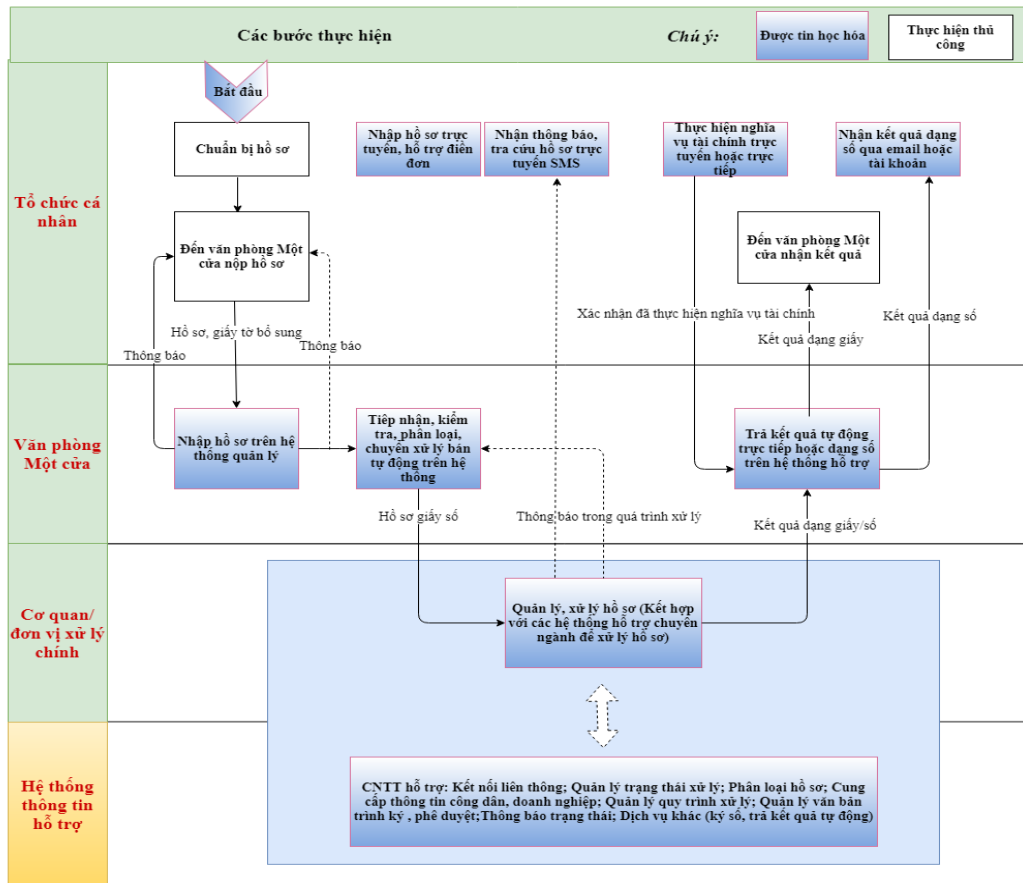 Các bước thực hiện
Chú ý:
Được tin học hóa
Thực hiện thủ
công
Bắt đầu
Tổ chức cá
nhân
Chuẩn bị hồ sơ
Nhập hồ sơ trực
tuyến, hỗ trợ điền
đơn
Nhận thông báo,
tra cứu hồ sơ trực
tuyến SMS
Thực hiện nghĩa
vụ tài chính trực
tuyến hoặc trực
tiếp
Nhận kết quả dạng
số qua email hoặc
tài khoản
Đến văn phòng Một
cửa nộp hồ sơ
Đến văn phòng Một
cửa nhận kết quả
Hồ sơ, giấy tờ bổ sung
Thông báo
Thông báo
Xác nhận đã thực hiện nghĩa vụ tài chính
Kết quả dạng giấy
Kết quả dạng số
Văn phòng
Một cửa
Nhập hồ sơ trên hệ
thống quản lý
Tiếp nhận, kiểm
tra, phân loại,
chuyển xử lý bán
tự động trên hệ
thống
Trả kết quả tự động
trực tiếp hoặc dạng số
trên hệ thống hỗ trợ
Hồ sơ giấy số
Thông báo trong quá trình xử lý
Kết quả dạng giấy/số
Cơ quan/
đơn vị xử lý
chính
Quản lý, xử lý hồ sơ (Kết hợp
với các hệ thống hỗ trợ chuyên
ngành để xử lý hồ sơ)
Hệ thống
thông tin
hỗ trợ
CNTT hỗ trợ: Kết nối liên thông; Quản lý trạng thái xử lý; Phân loại hồ sơ; Cung
cấp thông tin công dân, doanh nghiệp; Quản lý quy trình xử lý; Quản lý văn bản
trình ký , phê duyệt;Thông báo trạng thái; Dịch vụ khác (ký số, trả kết quả tự động)